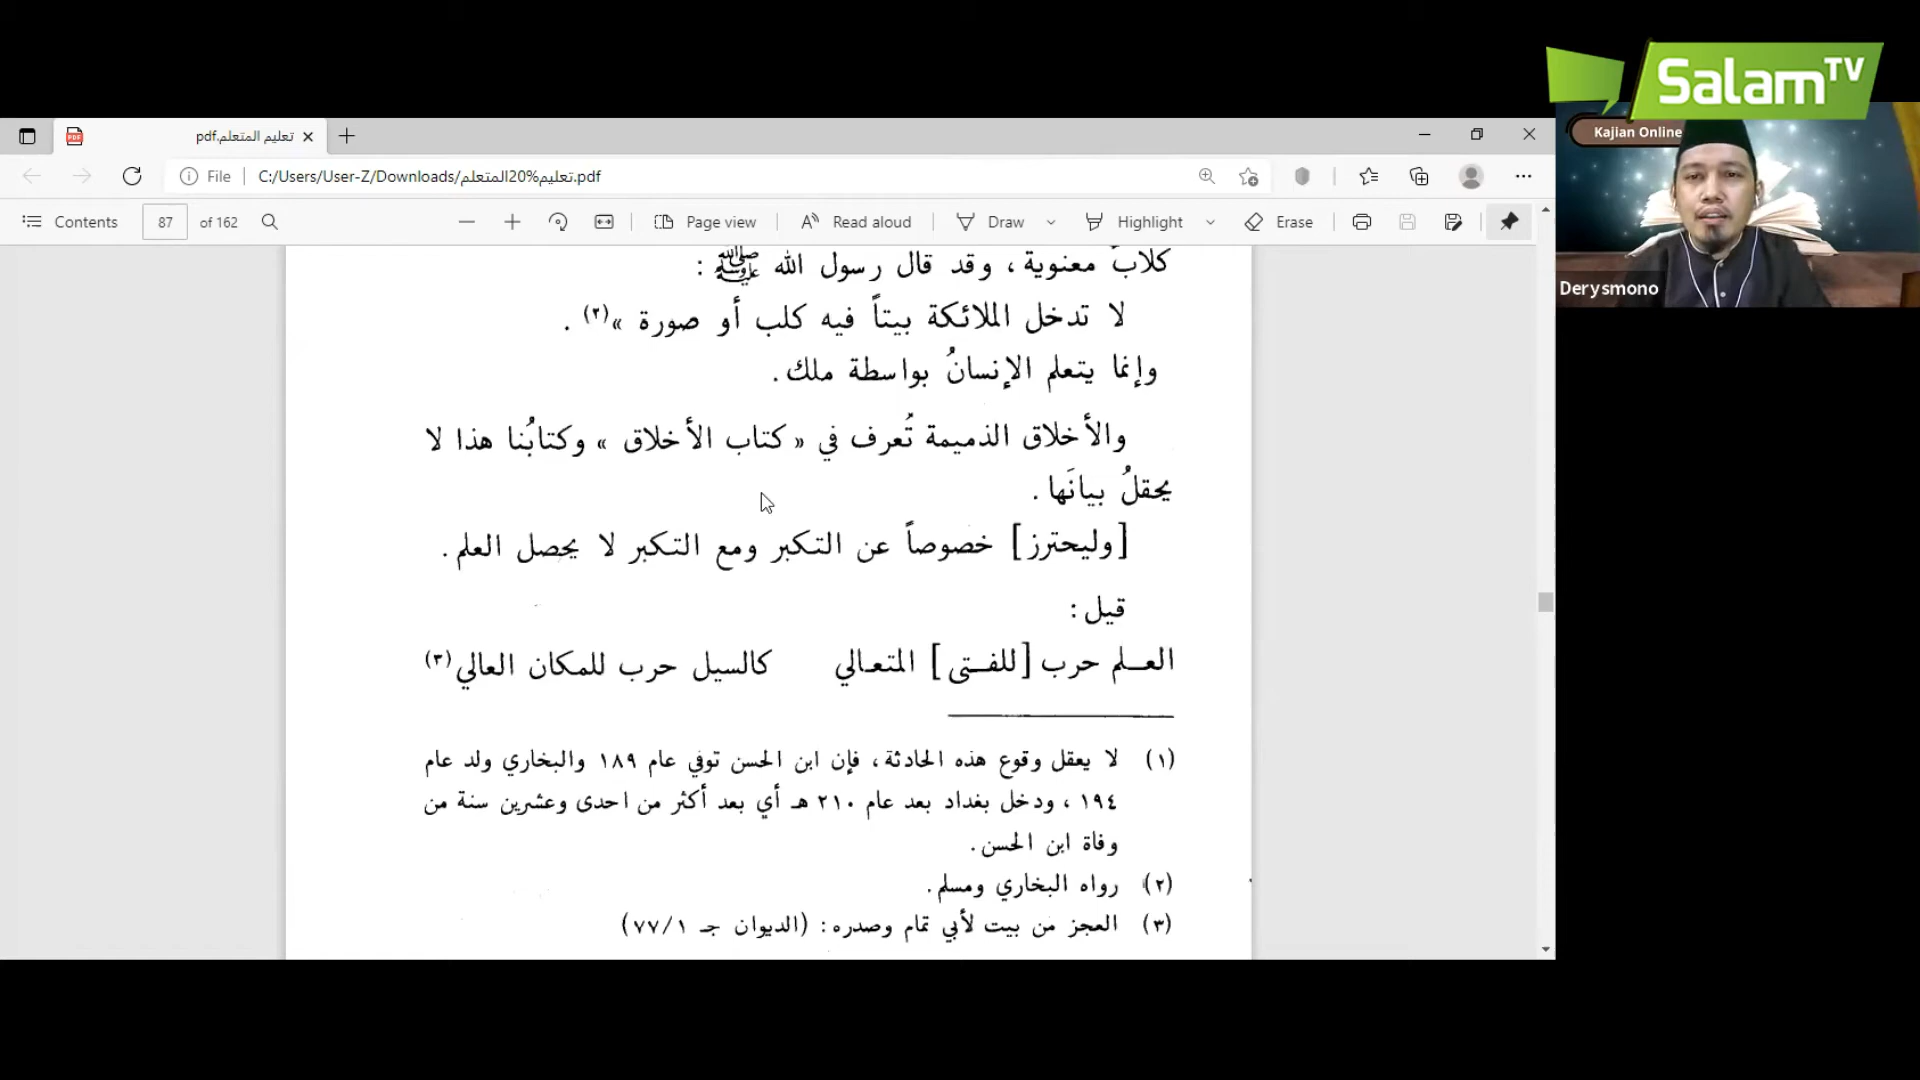 SalamTV
Kajian Online
Derysmono
تعليم المتعلم.pdf
File
C:/Users/User-Z/Downloads/تعليم%20المتعلم.pdf
Contents
87
of 162
Page view
Read aloud
Draw
Highlight
Erase
كلابٌ معنوية، وقد قال رسول الله ﷺ :
لا تدخل الملائكة بيتاً فيه كلب أو صورة »(٢) .
وإنما يتعلم الإنسانُ بواسطة ملك.
والأخلاق الذميمة تُعرف في « كتاب الأخلاق » وكتابُنا هذا لا
يحقلُ بيانَها .
[وليحترز] خصوصاً عن التكبر ومع التكبر لا يحصل العلم.
قيل:
العلم حرب [للفتى] المتعالي كالسيل حرب للمكان العالي(٣)
(١) لا يعقل وقوع هذه الحادثة، فإن ابن الحسن توفي عام ١٨٩ والبخاري ولد عام
١٩٤ ، ودخل بغداد بعد عام ٢١٠ هـ أي بعد أكثر من احدى وعشرين سنة من
وفاة ابن الحسن.
(٢) رواه البخاري ومسلم.
(٣) العجز من بيت لأبي تمام وصدره: (الديوان جـ ٧٧/١)